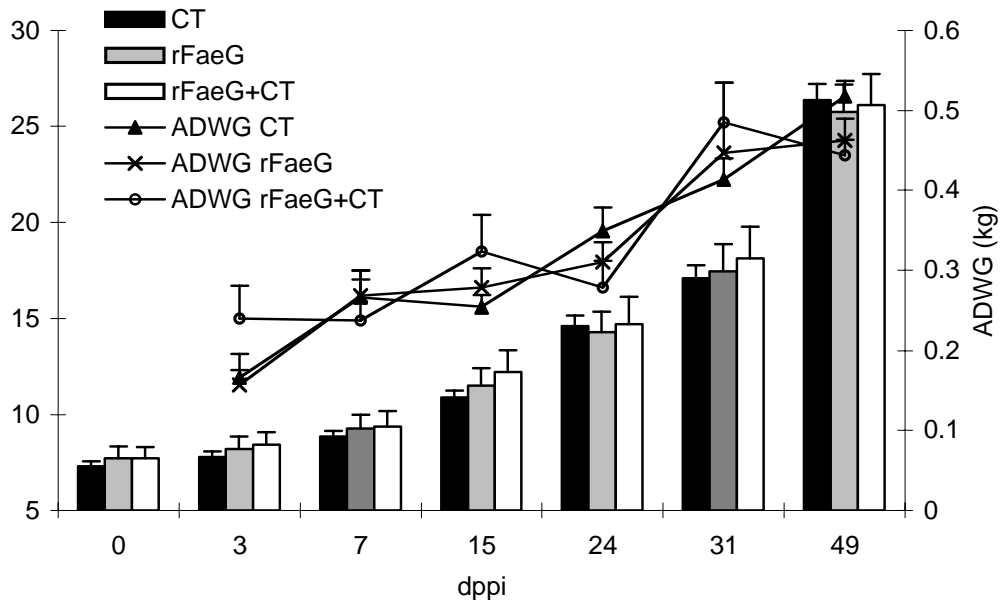 CT
rFaeG
rFaeG+CT
ADWG CT
ADWG rFaeG
ADWG rFaeG+CT
30
25
20
15
10
5
0.6
0.5
0.4
0.3
0.2
0.1
0
ADWG (kg)
0 3 7 15 24 31 49
dppi